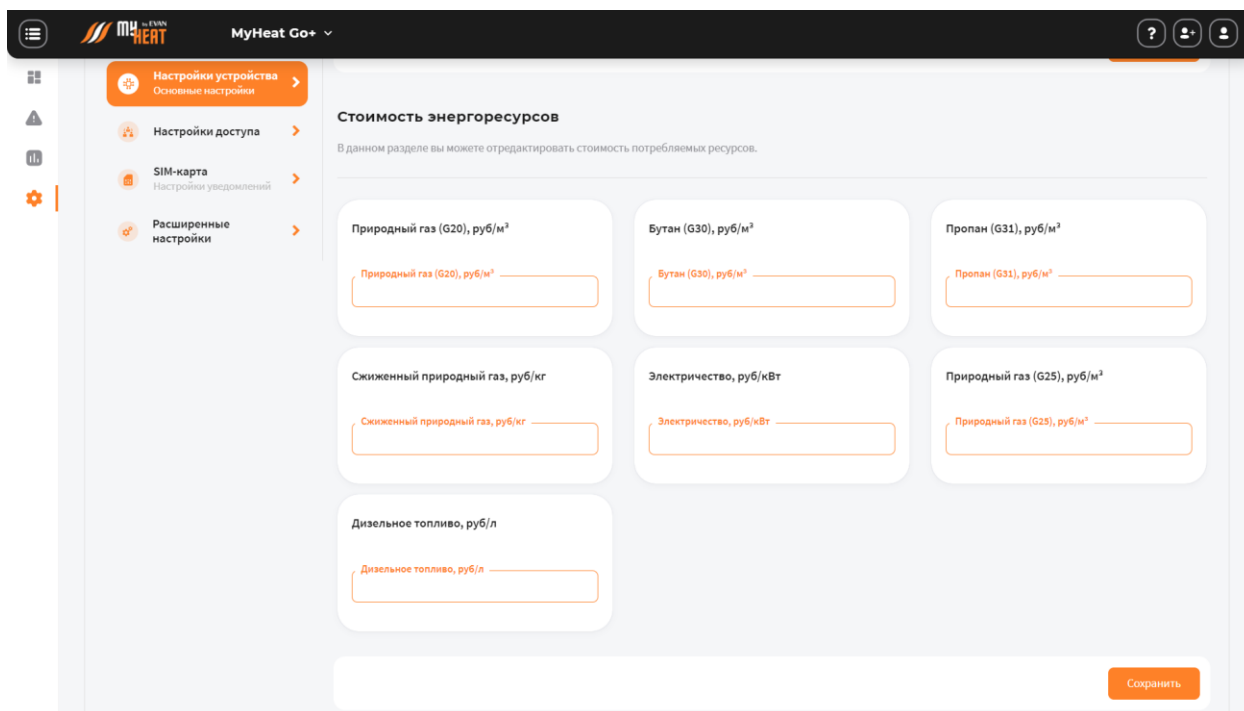 MYHEAT by EVAN
MyHeat Go+
?
Настройки устройства
Основные настройки
Настройки доступа
SIM-карта
Настройки уведомлений
Расширенные
настройки
Стоимость энергоресурсов
В данном разделе вы можете отредактировать стоимость потребляемых ресурсов.
Природный газ (G20), руб/м³
Природный газ (G20), руб/м³
Бутан (G30), руб/м³
Бутан (G30), руб/м³
Пропан (G31), руб/м³
Пропан (G31), руб/м³
Сжиженный природный газ, руб/кг
Сжиженный природный газ, руб/кг
Электричество, руб/кВт
Электричество, руб/кВт
Природный газ (G25), руб/м³
Природный газ (G25), руб/м³
Дизельное топливо, руб/л
Дизельное топливо, руб/л
Сохранить